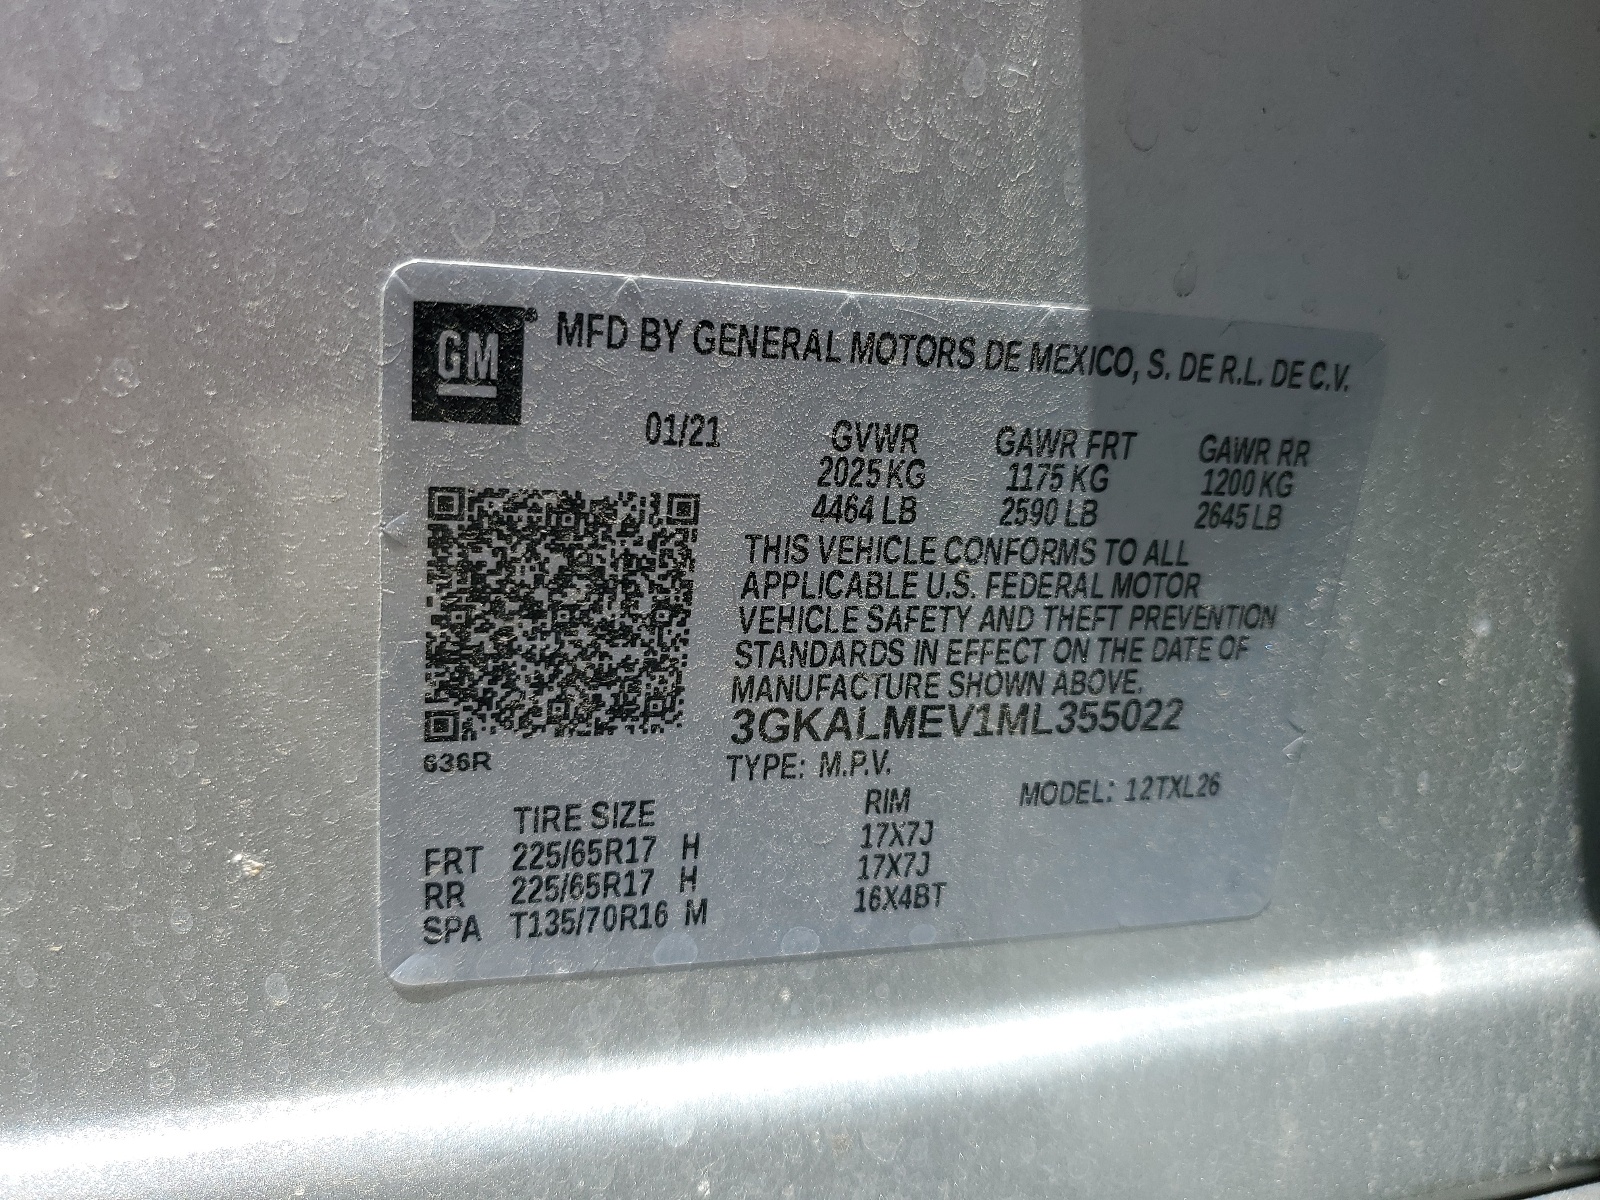 GM® MFD BY GENERAL MOTORS DE MEXICO, S. DE R.L. DE C.V.
01/21 GVWR GAWR FRT GAWR RR
2025 KG 1175 KG 1200 KG
4464 LB 2590 LB 2645 LB
THIS VEHICLE CONFORMS TO ALL
APPLICABLE U.S. FEDERAL MOTOR
VEHICLE SAFETY AND THEFT PREVENTION
STANDARDS IN EFFECT ON THE DATE OF
MANUFACTURE SHOWN ABOVE.
3GKALMEV1ML355022
636R TYPE: M.P.V.
MODEL: 12TXL26
TIRE SIZE RIM
FRT 225/65R17 H 17X7J
RR 225/65R17 H 17X7J
SPA T135/70R16 M 16X4BT